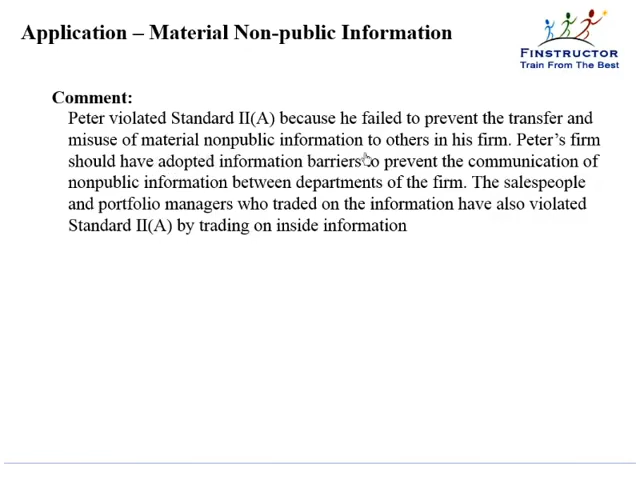 Application – Material Non-public Information
FINSTRUCTOR
Train From The Best
Comment:
Peter violated Standard II(A) because he failed to prevent the transfer and
misuse of material nonpublic information to others in his firm. Peter’s firm
should have adopted information barriers to prevent the communication of
nonpublic information between departments of the firm. The salespeople
and portfolio managers who traded on the information have also violated
Standard II(A) by trading on inside information